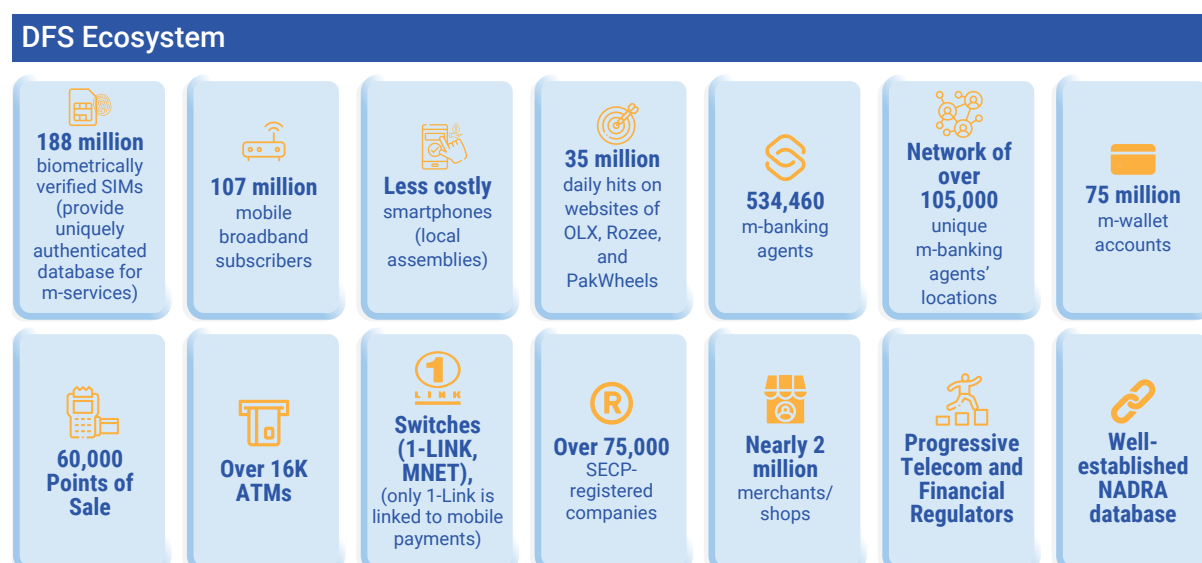 DFS Ecosystem
188 million
biometrically
verified SIMs
(provide
uniquely
authenticated
database for
m-services)
107 million
mobile
broadband
subscribers
Less costly
smartphones
(local
assemblies)
35 million
daily hits on
websites of
OLX, Rozee,
and
PakWheels
534,460
m-banking
agents
Network of
over
105,000
unique
m-banking
agents’
locations
75 million
m-wallet
accounts
60,000
Points of
Sale
Over 16K
ATMs
1
LINK
Switches
(1-LINK,
MNET),
(only 1-Link is
linked to mobile
payments)
R
Over 75,000
SECP-
registered
companies
Nearly 2
million
merchants/
shops
Progressive
Telecom and
Financial
Regulators
Well-
established
NADRA
database